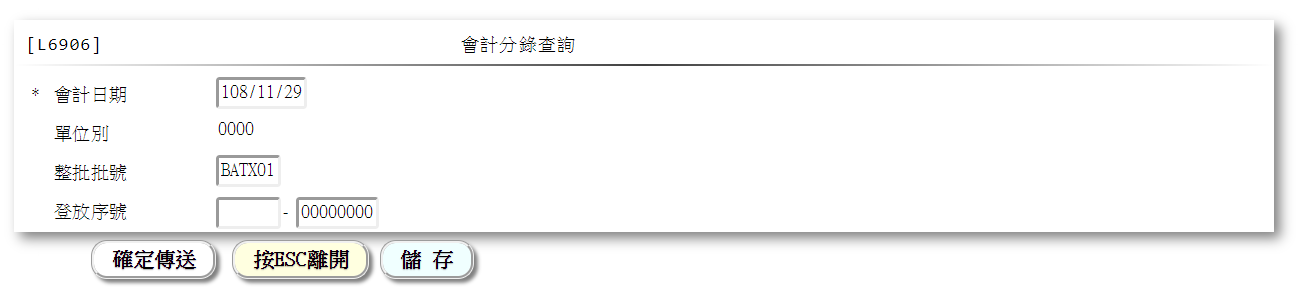 [L6906] 會計分錄查詢
* 會計日期 108/11/29
單位別 0000
整批批號 BATX01
登放序號 - 00000000
確定傳送 按ESC離開 儲 存